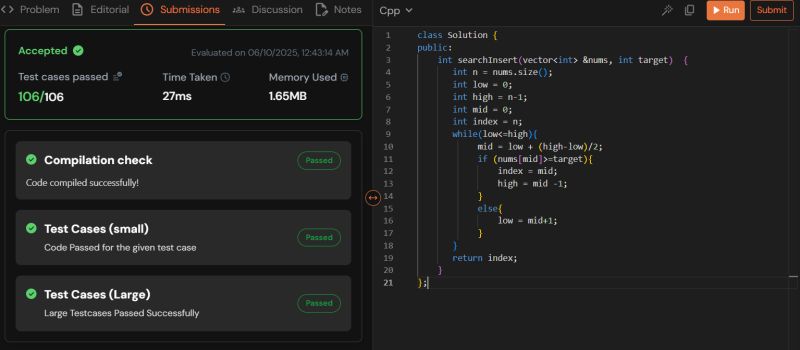 Problem Editorial Submissions Discussion Notes
Accepted
Evaluated on 06/10/2025, 12:43:14 AM
Test cases passed Time Taken Memory Used
106/106 27ms 1.65MB
Compilation check Passed
Code compiled successfully!
Test Cases (small) Passed
Code Passed for the given test case
Test Cases (Large) Passed
Large Testcases Passed Successfully
Cpp Run Submit
1 class Solution {
2 public:
3 int searchInsert(vector<int> &nums, int target)  {
4 int n = nums.size();
5 int low = 0;
6 int high = n-1;
7 int mid = 0;
8 int index = n;
9 while(low<=high){
10 mid = low + (high-low)/2;
11 if (nums[mid]>=target){
12 index = mid;
13 high = mid -1;
14 }
15 else{
16 low = mid+1;
17 }
18 }
19 return index;
20 }
21 };